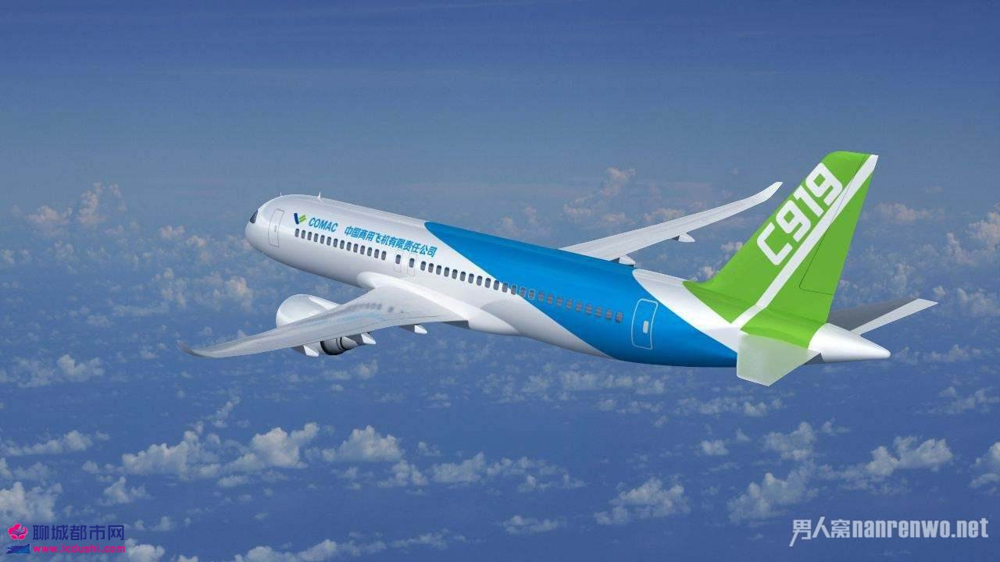 C919
COMAC 中国商用飞机有限责任公司
聊城都市网
www.lcdushi.com
男人窝nanrenwo.net